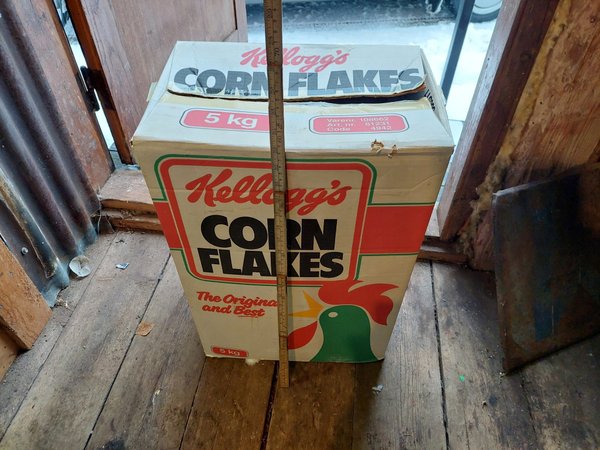 Kellogg's
CORN FLAKES
5 kg
Varenr. 108662
Art. nr. 61231
Code 4942
Kellogg's
CORN
FLAKES
The Original
and Best
5 kg